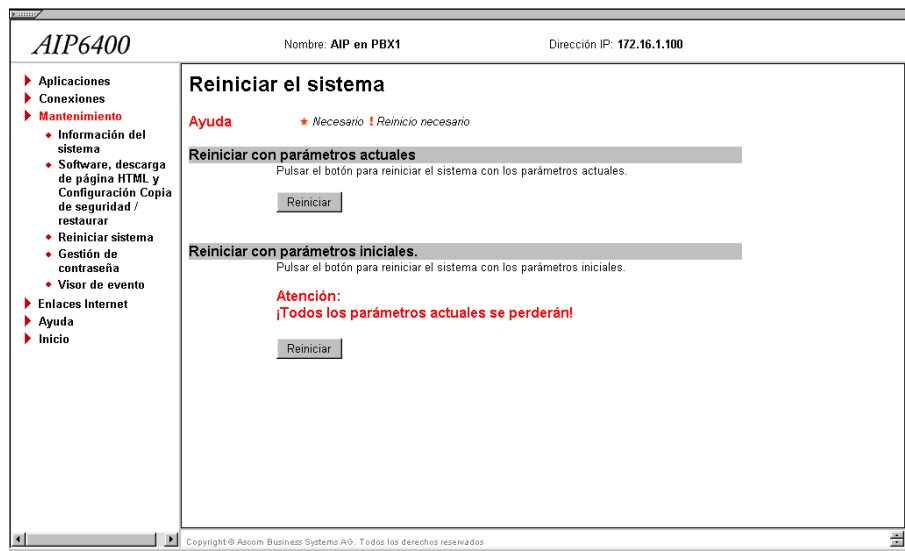 AIP6400
Nombre: AIP en PBX1
Dirección IP: 172.16.1.100
Aplicaciones
Conexiones
Mantenimiento
Información del
sistema
Software, descarga
de página HTML y
Configuración Copia
de seguridad /
restaurar
Reiniciar sistema
Gestión de
contraseña
Visor de evento
Enlaces Internet
Ayuda
Inicio
Reiniciar el sistema
Ayuda
★ Necesario ! Reinicio necesario
Reiniciar con parámetros actuales
Pulsar el botón para reiniciar el sistema con los parámetros actuales.
Reiniciar
Reiniciar con parámetros iniciales.
Pulsar el botón para reiniciar el sistema con los parámetros iniciales.
Atención:
¡Todos los parámetros actuales se perderán!
Reiniciar
Copyright © Ascom Business Systems AG. Todos los derechos reservados